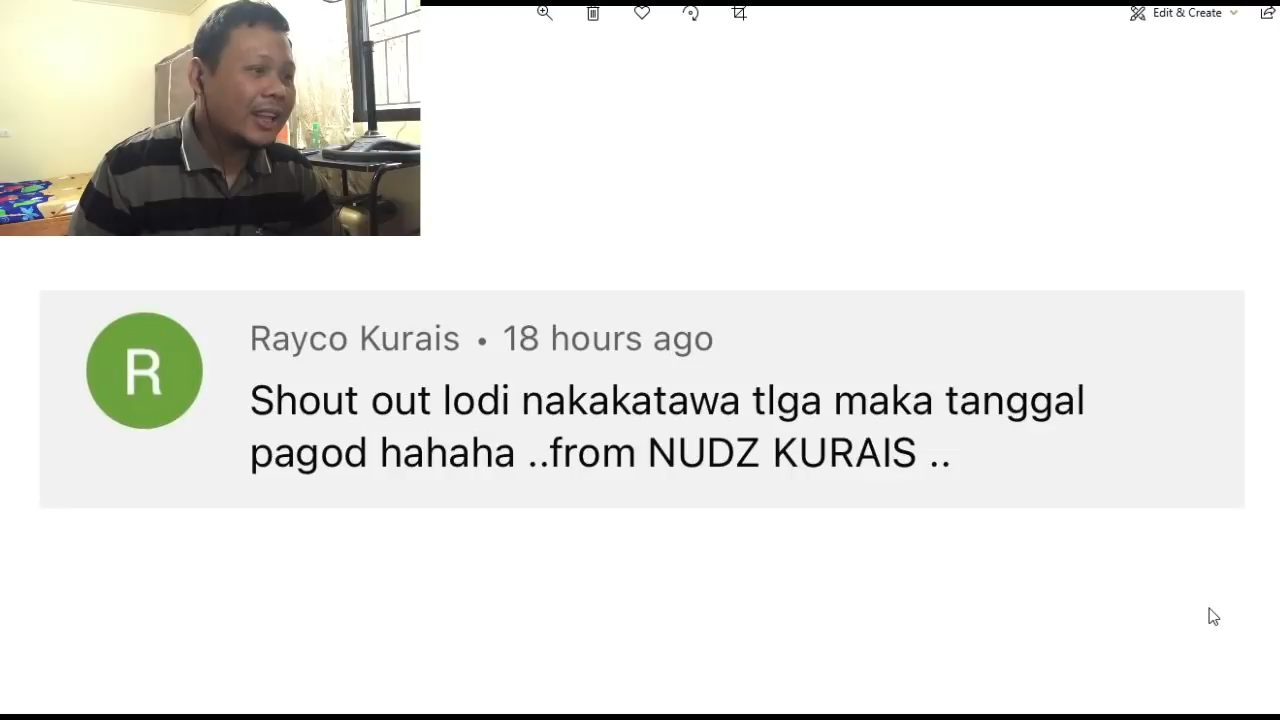 Edit & Create
R
Rayco Kurais • 18 hours ago
Shout out lodi nakakatawa tlga maka tanggal
pagod hahaha ..from NUDZ KURAIS ..